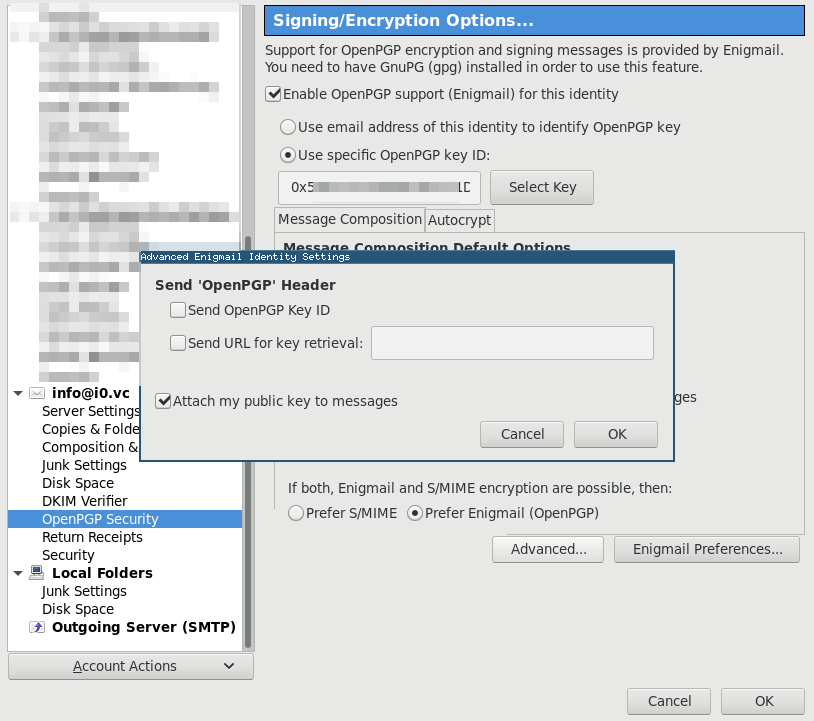 Signing/Encryption Options...
Support for OpenPGP encryption and signing messages is provided by Enigmail.
You need to have GnuPG (gpg) installed in order to use this feature.
Enable OpenPGP support (Enigmail) for this identity
Use email address of this identity to identify OpenPGP key
Use specific OpenPGP key ID:
Select Key
Message Composition
Autocrypt
Message Composition Default Options
Advanced Enigmail Identity Settings
Send 'OpenPGP' Header
Send OpenPGP Key ID
Send URL for key retrieval:
Attach my public key to messages
Cancel
OK
info@i0.vc
Server Settings
Copies & Folde
Composition &
Junk Settings
Disk Space
DKIM Verifier
OpenPGP Security
Return Receipts
Security
Local Folders
Junk Settings
Disk Space
Outgoing Server (SMTP)
Account Actions
If both, Enigmail and S/MIME encryption are possible, then:
Prefer S/MIME
Prefer Enigmail (OpenPGP)
Advanced...
Enigmail Preferences...
Cancel
OK